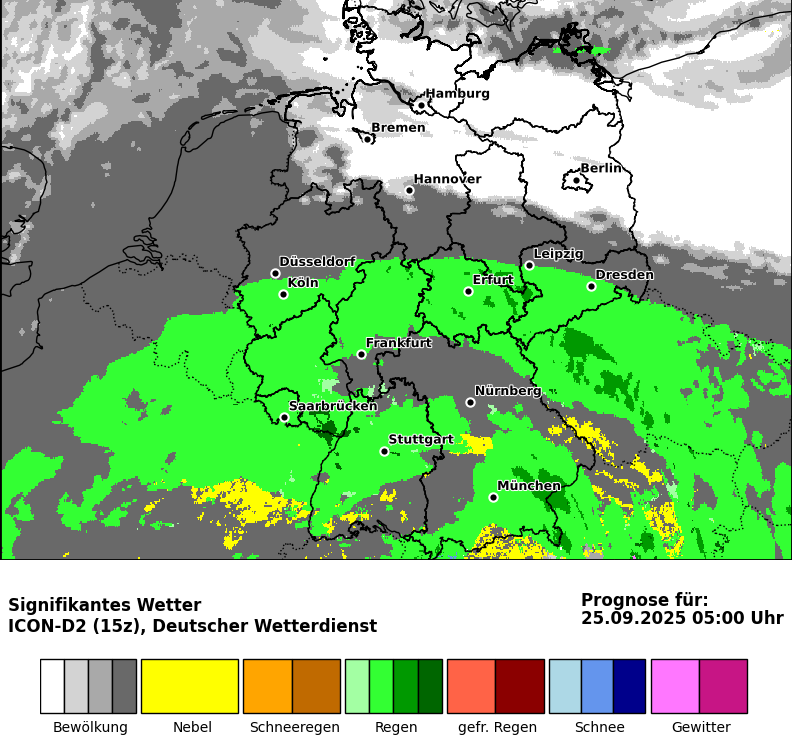 Hamburg
Bremen
Berlin
Hannover
Leipzig
Düsseldorf
Dresden
Köln
Erfurt
Frankfurt
Nürnberg
Saarbrücken
Stuttgart
München
Signifikantes Wetter
ICON-D2 (15z), Deutscher Wetterdienst
Prognose für:
25.09.2025 05:00 Uhr
Bewölkung
Nebel
Schneeregen
Regen
gefr. Regen
Schnee
Gewitter